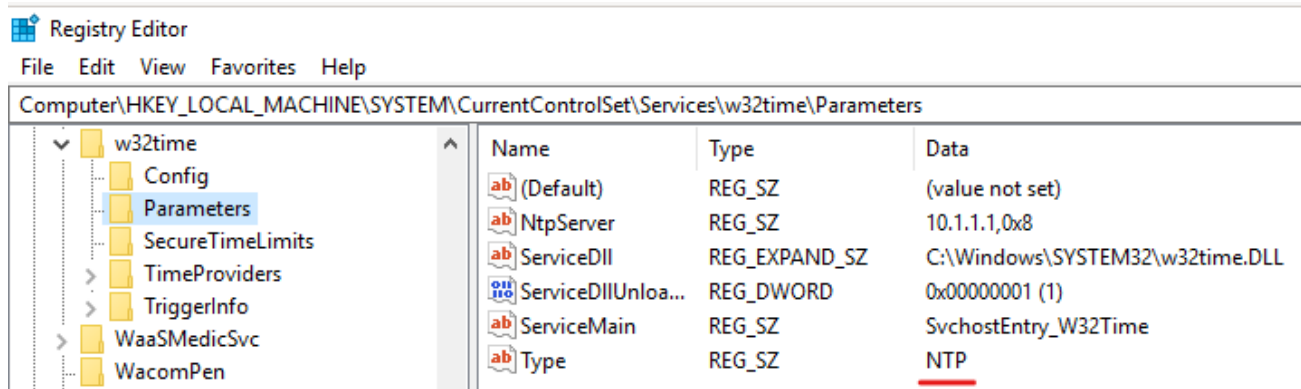 Registry Editor
File Edit View Favorites Help
Computer\HKEY_LOCAL_MACHINE\SYSTEM\CurrentControlSet\Services\w32time\Parameters
w32time
Config
Parameters
SecureTimeLimits
TimeProviders
TriggerInfo
WaaSMedicSvc
WacomPen
Name Type Data
(Default) REG_SZ (value not set)
NtpServer REG_SZ 10.1.1.1,0x8
ServiceDll REG_EXPAND_SZ C:\Windows\SYSTEM32\w32time.DLL
ServiceDllUnloa... REG_DWORD 0x00000001 (1)
ServiceMain REG_SZ SvchostEntry_W32Time
Type REG_SZ NTP